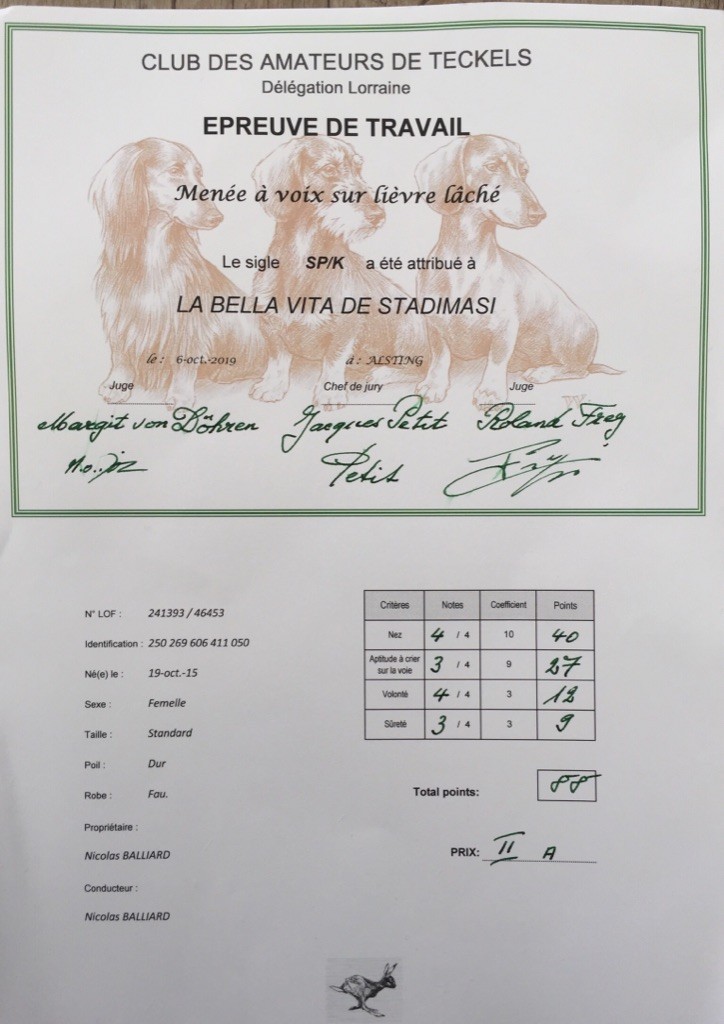 CLUB DES AMATEURS DE TECKELS
Délégation Lorraine
EPREUVE DE TRAVAIL
Menée à voix sur lièvre lâché
Le sigle SP/K a été attribué à
LA BELLA VITA DE STADIMASI
le : 6-oct.-2019 à : ALSTING
Juge Chef de jury Juge
Margit von Döhren Jacques Petit Roland Frey
Petit
N° LOF : 241393 / 46453
Identification : 250 269 606 411 050
Né(e) le : 19-oct.-15
Sexe : Femelle
Taille : Standard
Poil : Dur
Robe : Fau.
Propriétaire :
Nicolas BALLIARD
Conducteur :
Nicolas BALLIARD
Critères Notes Coefficient Points
Nez 4 / 4 10 40
Aptitude à crier
sur la voie 3 / 4 9 27
Volonté 4 / 4 3 12
Sûreté 3 / 4 3 9
Total points: 88
PRIX: II A